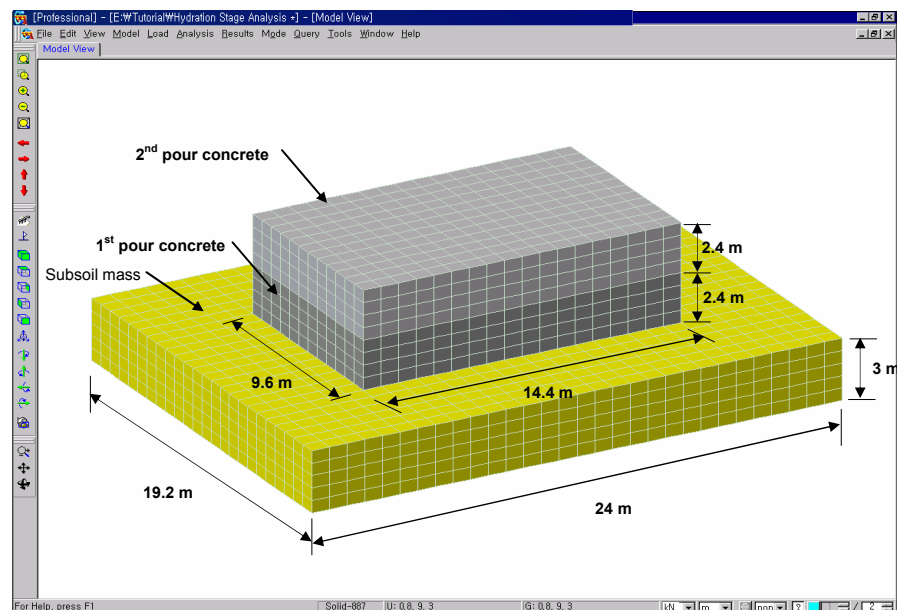 [Professional] - [E:₩Tutorial₩Hydration Stage Analysis *] - [Model View]
File Edit View Model Load Analysis Results Mode Query Tools Window Help
Model View
2nd pour concrete
1st pour concrete
Subsoil mass
2.4 m
2.4 m
3 m
9.6 m
14.4 m
19.2 m
24 m
For Help, press F1
Solid-887
U: 0.8, 9, 3
G: 0.8, 9, 3
kN
m
non
?
/ 2